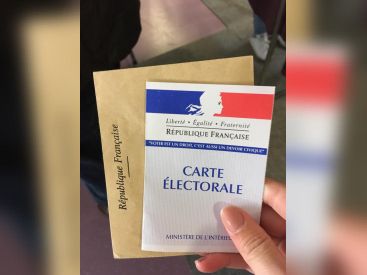 République Française
Liberté • Égalité • Fraternité
RÉPUBLIQUE FRANÇAISE
"VOTER EST UN DROIT, C'EST AUSSI UN DEVOIR CIVIQUE"
CARTE
ÉLECTORALE
MINISTÈRE DE L'INTÉRIEUR